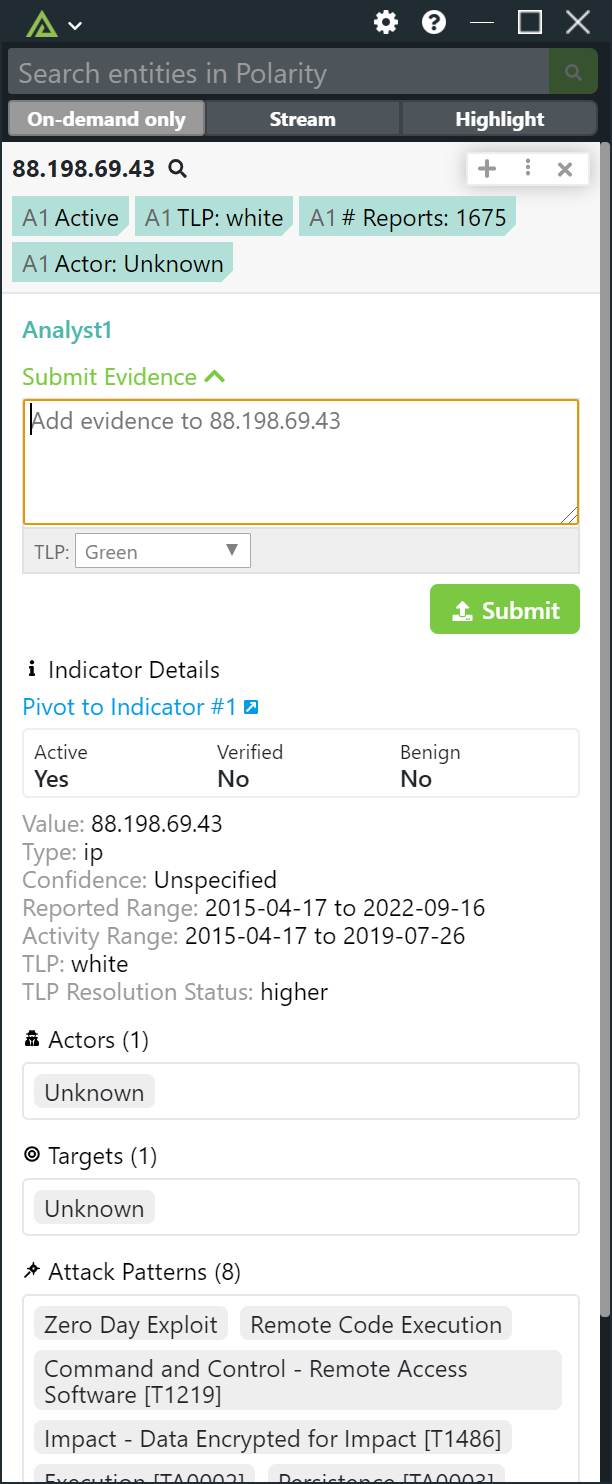 Search entities in Polarity
On-demand only Stream Highlight
88.198.69.43
A1 Active A1 TLP: white A1 # Reports: 1675
A1 Actor: Unknown
Analyst1
Submit Evidence
Add evidence to 88.198.69.43
TLP: Green
Submit
Indicator Details
Pivot to Indicator #1
Active Verified Benign
Yes No No
Value: 88.198.69.43
Type: ip
Confidence: Unspecified
Reported Range: 2015-04-17 to 2022-09-16
Activity Range: 2015-04-17 to 2019-07-26
TLP: white
TLP Resolution Status: higher
Actors (1)
Unknown
Targets (1)
Unknown
Attack Patterns (8)
Zero Day Exploit Remote Code Execution
Command and Control - Remote Access
Software [T1219]
Impact - Data Encrypted for Impact [T1486]
Execution [TA0002] Persistence [TA0003]